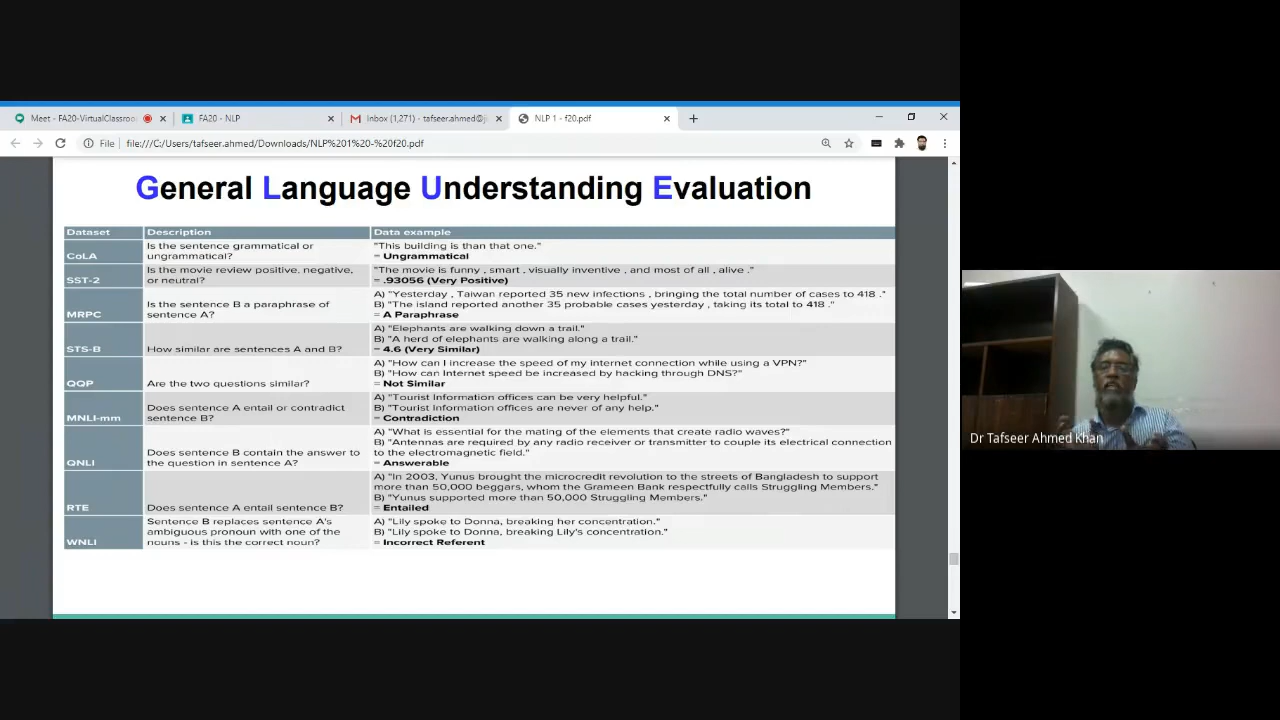 Meet - FA20-VirtualClassroo
FA20 - NLP
Inbox (1,271) - tafseer.ahmed@ji
NLP 1 - f20.pdf
File
file:///C:/Users/tafseer.ahmed/Downloads/NLP%201%20-%20f20.pdf
General Language Understanding Evaluation
Dataset Description Data example
CoLA
Is the sentence grammatical or
ungrammatical?
"This building is than that one."
= Ungrammatical
SST-2
Is the movie review positive, negative,
or neutral?
"The movie is funny , smart , visually inventive , and most of all , alive ."
= .93056 (Very Positive)
MRPC
Is the sentence B a paraphrase of
sentence A?
A) "Yesterday , Taiwan reported 35 new infections , bringing the total number of cases to 418 ."
B) "The island reported another 35 probable cases yesterday , taking its total to 418 ."
= A Paraphrase
STS-B
How similar are sentences A and B?
A) "Elephants are walking down a trail."
B) "A herd of elephants are walking along a trail."
= 4.6 (Very Similar)
QQP
Are the two questions similar?
A) "How can I increase the speed of my internet connection while using a VPN?"
B) "How can Internet speed be increased by hacking through DNS?"
= Not Similar
MNLI-mm
Does sentence A entail or contradict
sentence B?
A) "Tourist Information offices can be very helpful."
B) "Tourist Information offices are never of any help."
= Contradiction
QNLI
Does sentence B contain the answer to
the question in sentence A?
A) "What is essential for the mating of the elements that create radio waves?"
B) "Antennas are required by any radio receiver or transmitter to couple its electrical connection
to the electromagnetic field."
= Answerable
RTE
Does sentence A entail sentence B?
A) "In 2003, Yunus brought the microcredit revolution to the streets of Bangladesh to support
more than 50,000 beggars, whom the Grameen Bank respectfully calls Struggling Members."
B) "Yunus supported more than 50,000 Struggling Members."
= Entailed
WNLI
Sentence B replaces sentence A's
ambiguous pronoun with one of the
nouns - is this the correct noun?
A) "Lily spoke to Donna, breaking her concentration."
B) "Lily spoke to Donna, breaking Lily's concentration."
= Incorrect Referent
Dr Tafseer Ahmed Khan